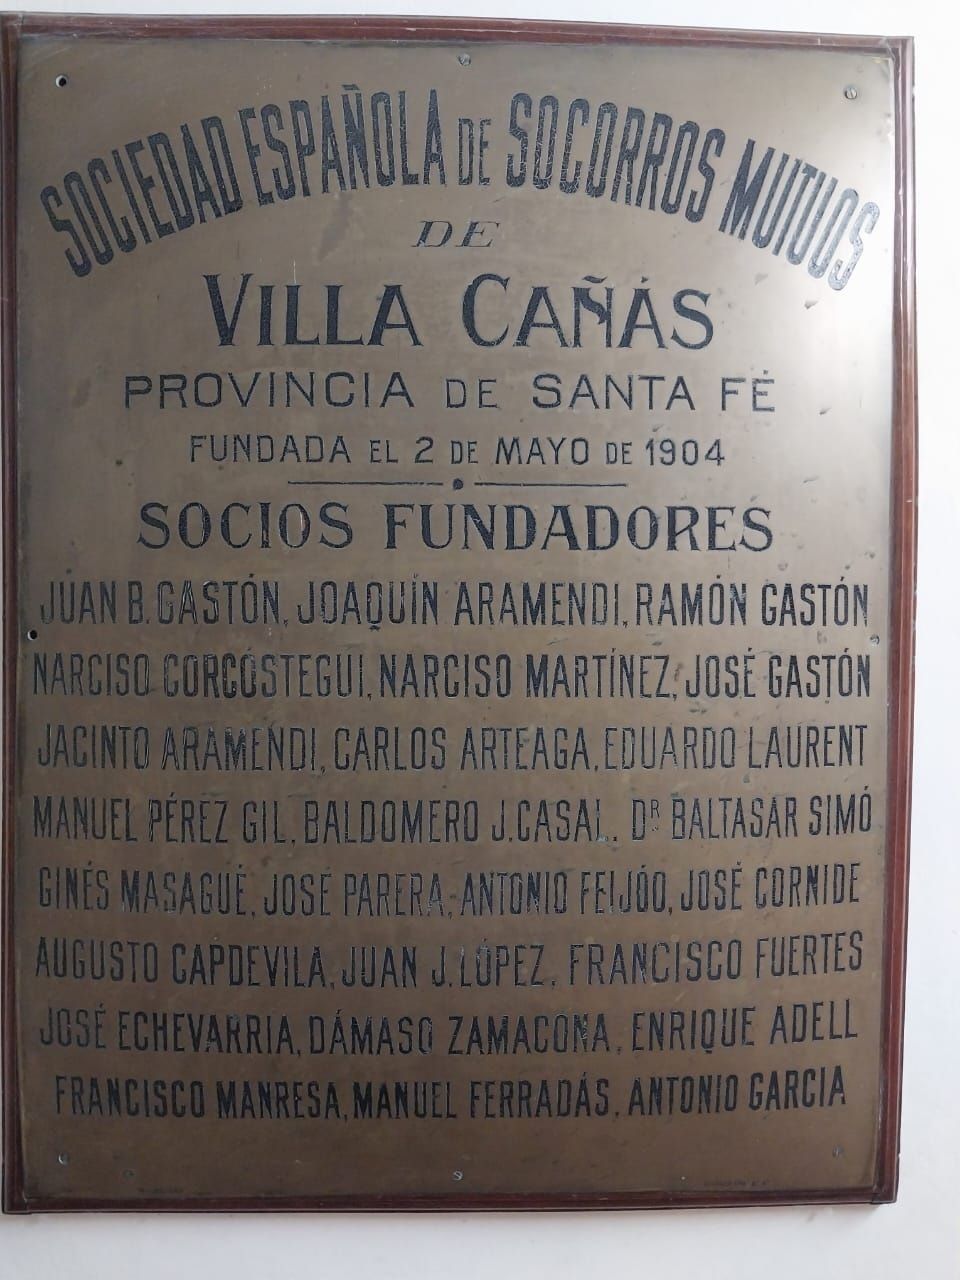 SOCIEDAD ESPAÑOLA DE SOCORROS MUTUOS
DE
VILLA CAÑÁS
PROVINCIA DE SANTA FÉ
FUNDADA EL 2 DE MAYO DE 1904
SOCIOS FUNDADORES
JUAN B. GASTÓN, JOAQUÍN ARAMENDI, RAMÓN GASTÓN
NARCISO CORCÓSTEGUI, NARCISO MARTÍNEZ, JOSÉ GASTÓN
JACINTO ARAMENDI, CARLOS ARTEAGA, EDUARDO LAURENT
MANUEL PÉREZ GIL, BALDOMERO J. CASAL, DR BALTASAR SIMÓ
GINÉS MASAGUÉ, JOSÉ PARERA, ANTONIO FEIJÓO, JOSÉ CORNIDE
AUGUSTO CAPDEVILA, JUAN J. LÓPEZ, FRANCISCO FUERTES
JOSÉ ECHEVARRIA, DÁMASO ZAMACONA, ENRIQUE ADELL
FRANCISCO MANRESA, MANUEL FERRADÁS, ANTONIO GARCIA